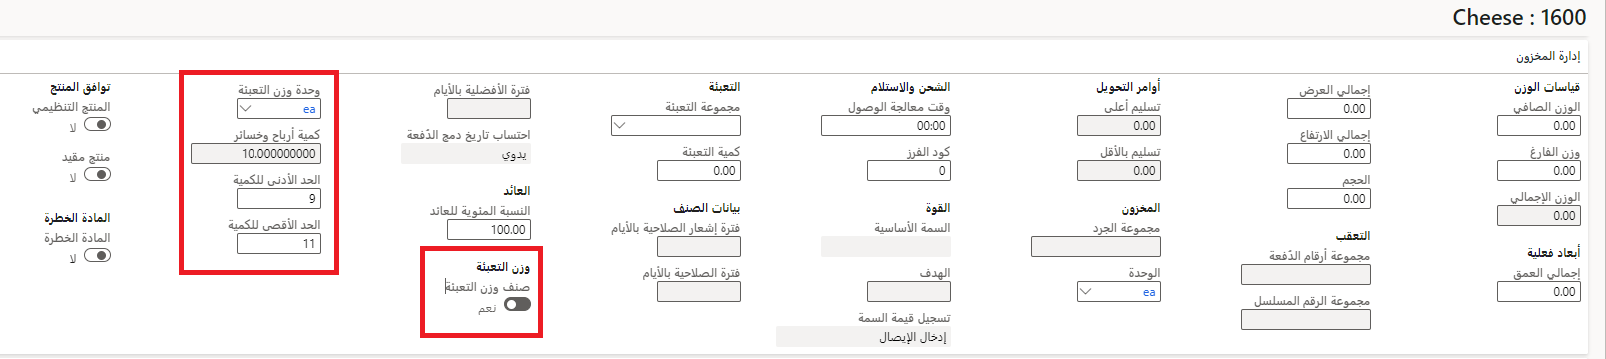 Cheese : 1600
إدارة المخزون
قياسات الوزن
الوزن الصافي
0.00
وزن الفارغ
0.00
الوزن الإجمالي
0.00
أبعاد فعلية
إجمالي العمق
0.00
إجمالي العرض
0.00
إجمالي الارتفاع
0.00
الحجم
0.00
التعقب
مجموعة أرقام الدّفعة
مجموعة الرقم المسلسل
أوامر التحويل
تسليم أعلى
0.00
تسليم بالأقل
0.00
المخزون
مجموعة الجرد
الوحدة
ea
الشحن والاستلام
وقت معالجة الوصول
00:00
كود الفرز
0
القوة
السمة الأساسية
الهدف
تسجيل قيمة السمة
إدخال الإيصال
التعبئة
مجموعة التعبئة
كمية التعبئة
0.00
بيانات الصنف
فترة إشعار الصلاحية بالأيام
فترة الصلاحية بالأيام
فترة الأفضلية بالأيام
احتساب تاريخ دمج الدّفعة
يدوي
العائد
النسبة المئوية للعائد
100.00
وزن التعبئة
صنف وزن التعبئة
نعم
وحدة وزن التعبئة
ea
كمية أرباح وخسائر
10.000000000
الحد الأدنى للكمية
9
الحد الأقصى للكمية
11
توافق المنتج
المنتج التنظيمي
لا
منتج مقيد
لا
المادة الخطرة
المادة الخطرة
لا